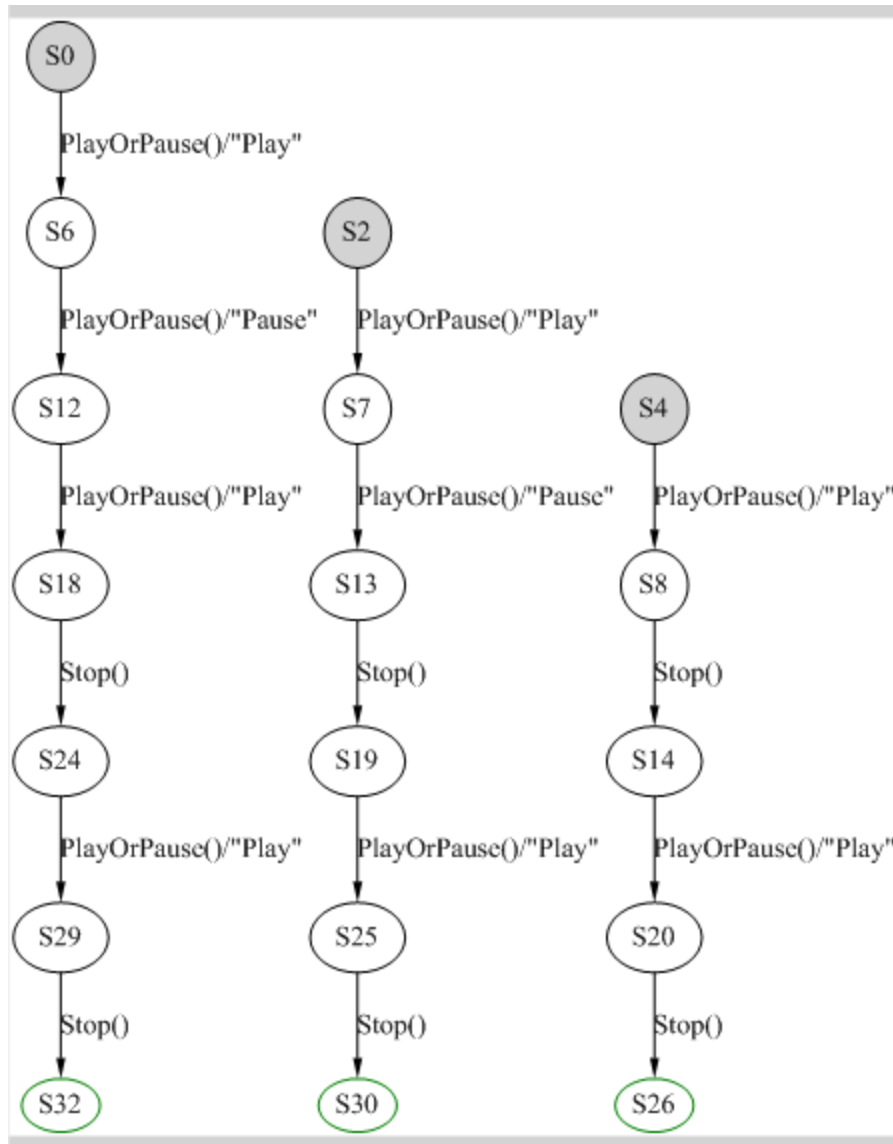 S0
PlayOrPause()/"Play"
S6
S2
PlayOrPause()/"Pause"
PlayOrPause()/"Play"
S12
S7
S4
PlayOrPause()/"Play"
PlayOrPause()/"Pause"
PlayOrPause()/"Play"
S18
S13
S8
Stop()
Stop()
Stop()
S24
S19
S14
PlayOrPause()/"Play"
PlayOrPause()/"Play"
PlayOrPause()/"Play"
S29
S25
S20
Stop()
Stop()
Stop()
S32
S30
S26